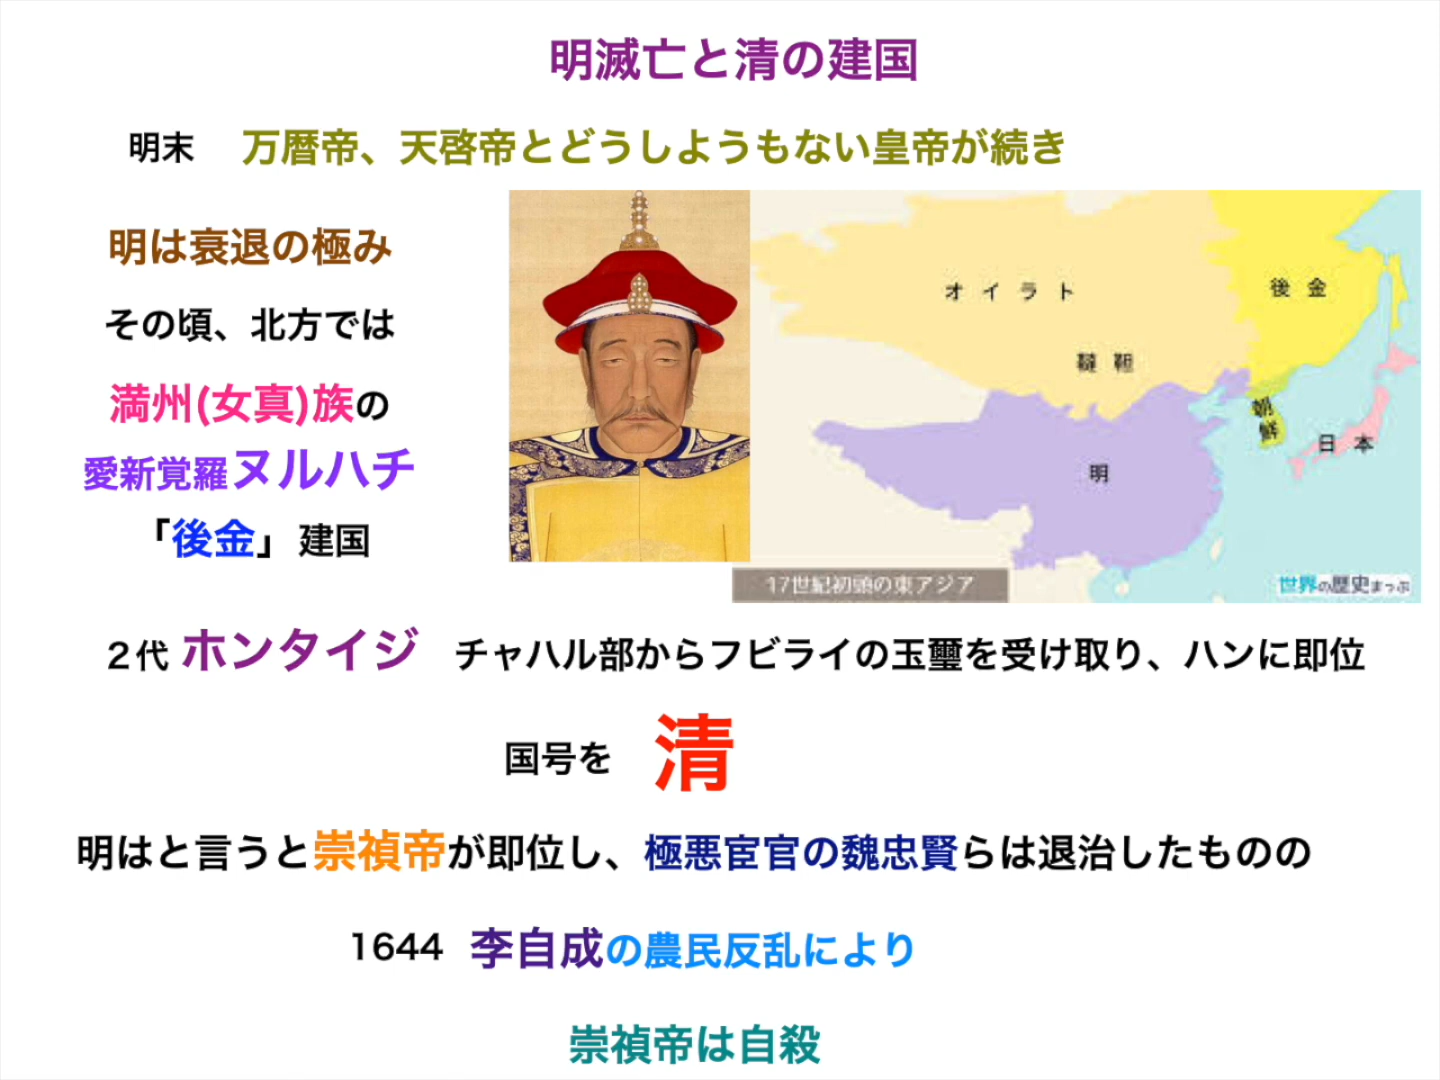 明滅亡と清の建国
明末 万暦帝、天啓帝とどうしようもない皇帝が続き
明は衰退の極み
その頃、北方では
満州(女真)族の
愛新覚羅ヌルハチ
「後金」建国
オイラト
後金
韃靼
朝鮮
日本
明
17世紀初頭の東アジア
世界の歴史まっぷ
2代 ホンタイジ チャハル部からフビライの玉璽を受け取り、ハンに即位
国号を 清
明はと言うと崇禎帝が即位し、極悪宦官の魏忠賢らは退治したものの
1644 李自成の農民反乱により
崇禎帝は自殺